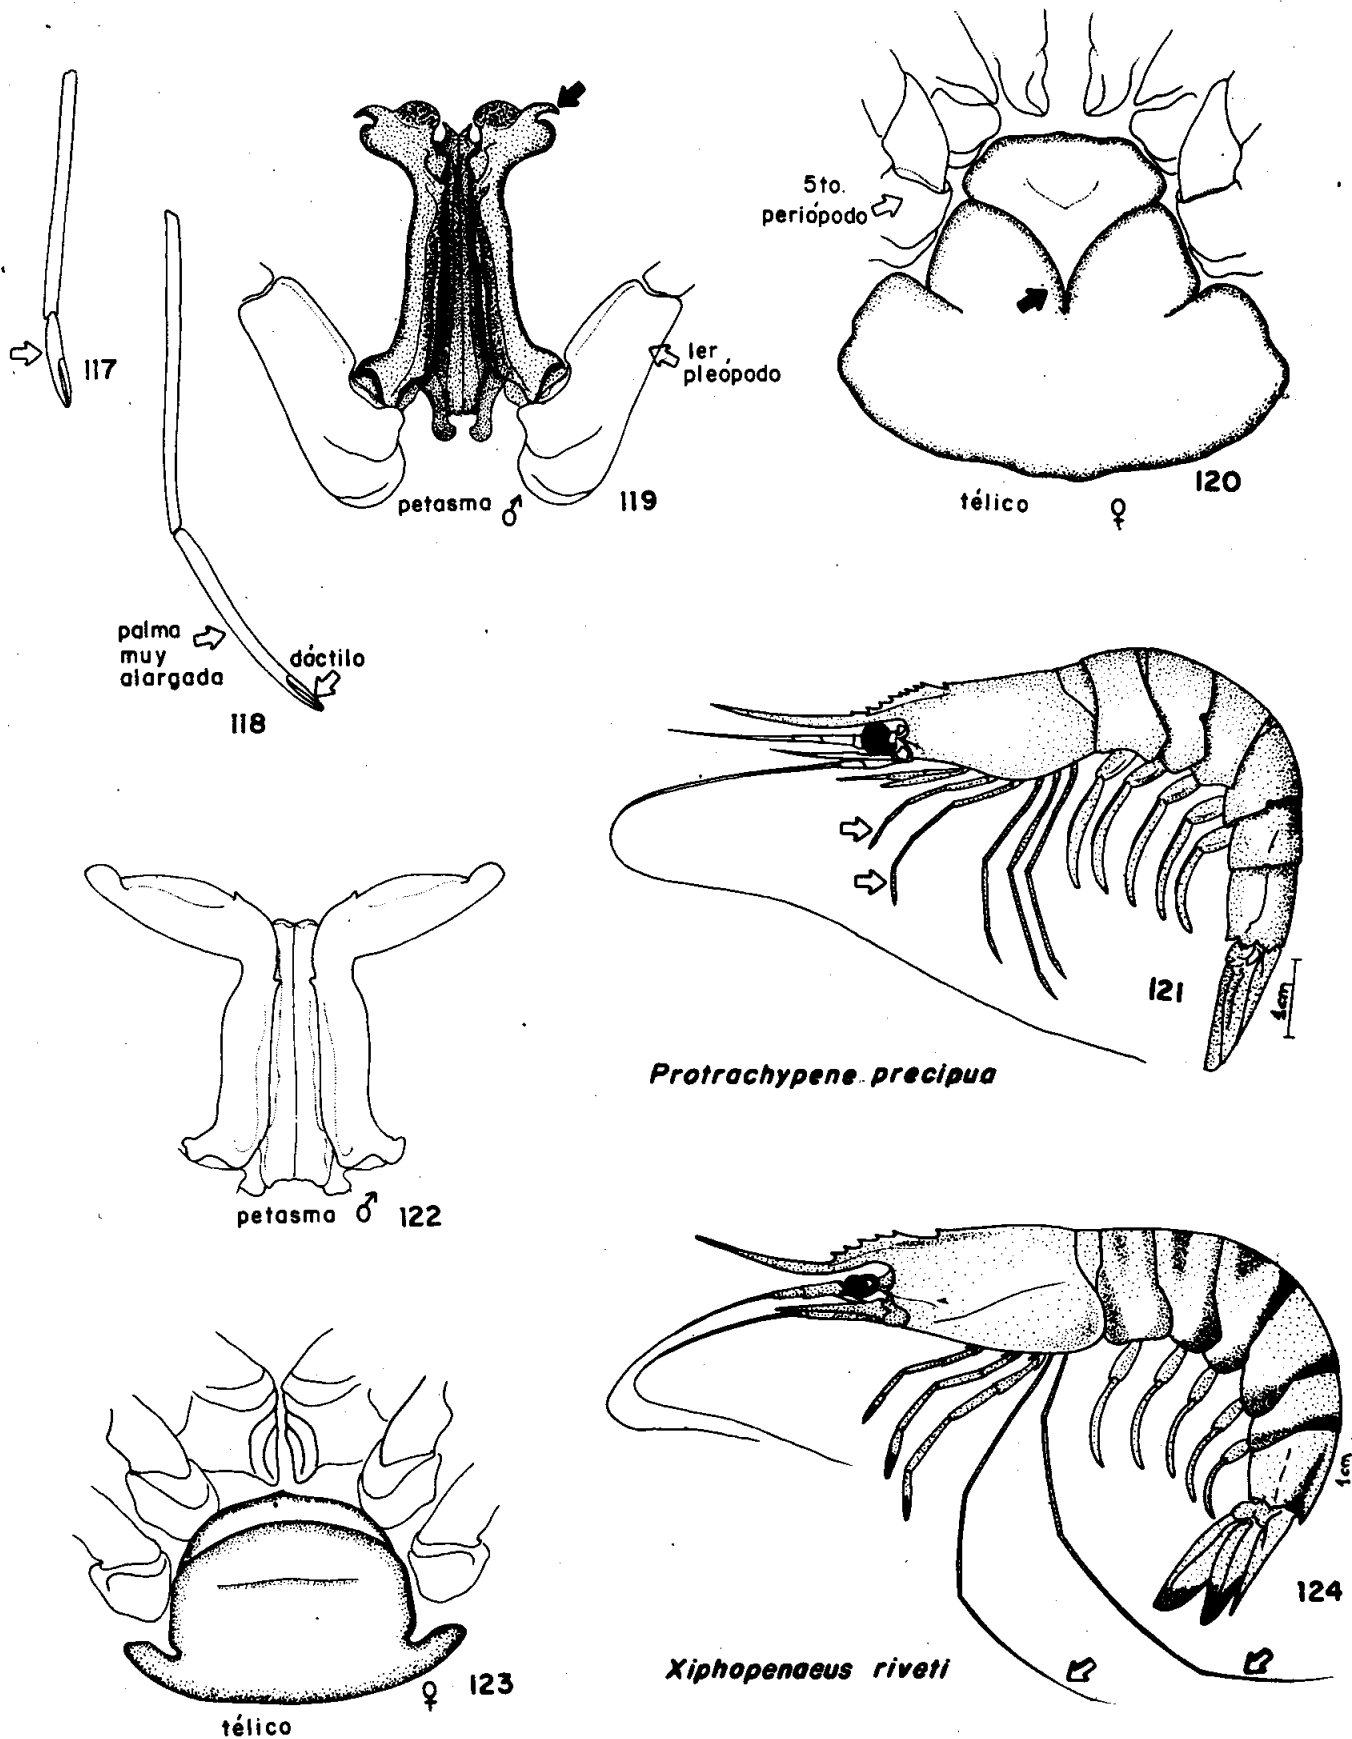 117
palma
muy
alargada
dáctilo
118
1er
pleópodo
petasma ♂ 119
5to.
periópodo
120
télico ♀
121
1cm
Protrachypene precipua
petasma ♂ 122
♀ 123
télico
1cm
124
Xiphopenaeus riveti